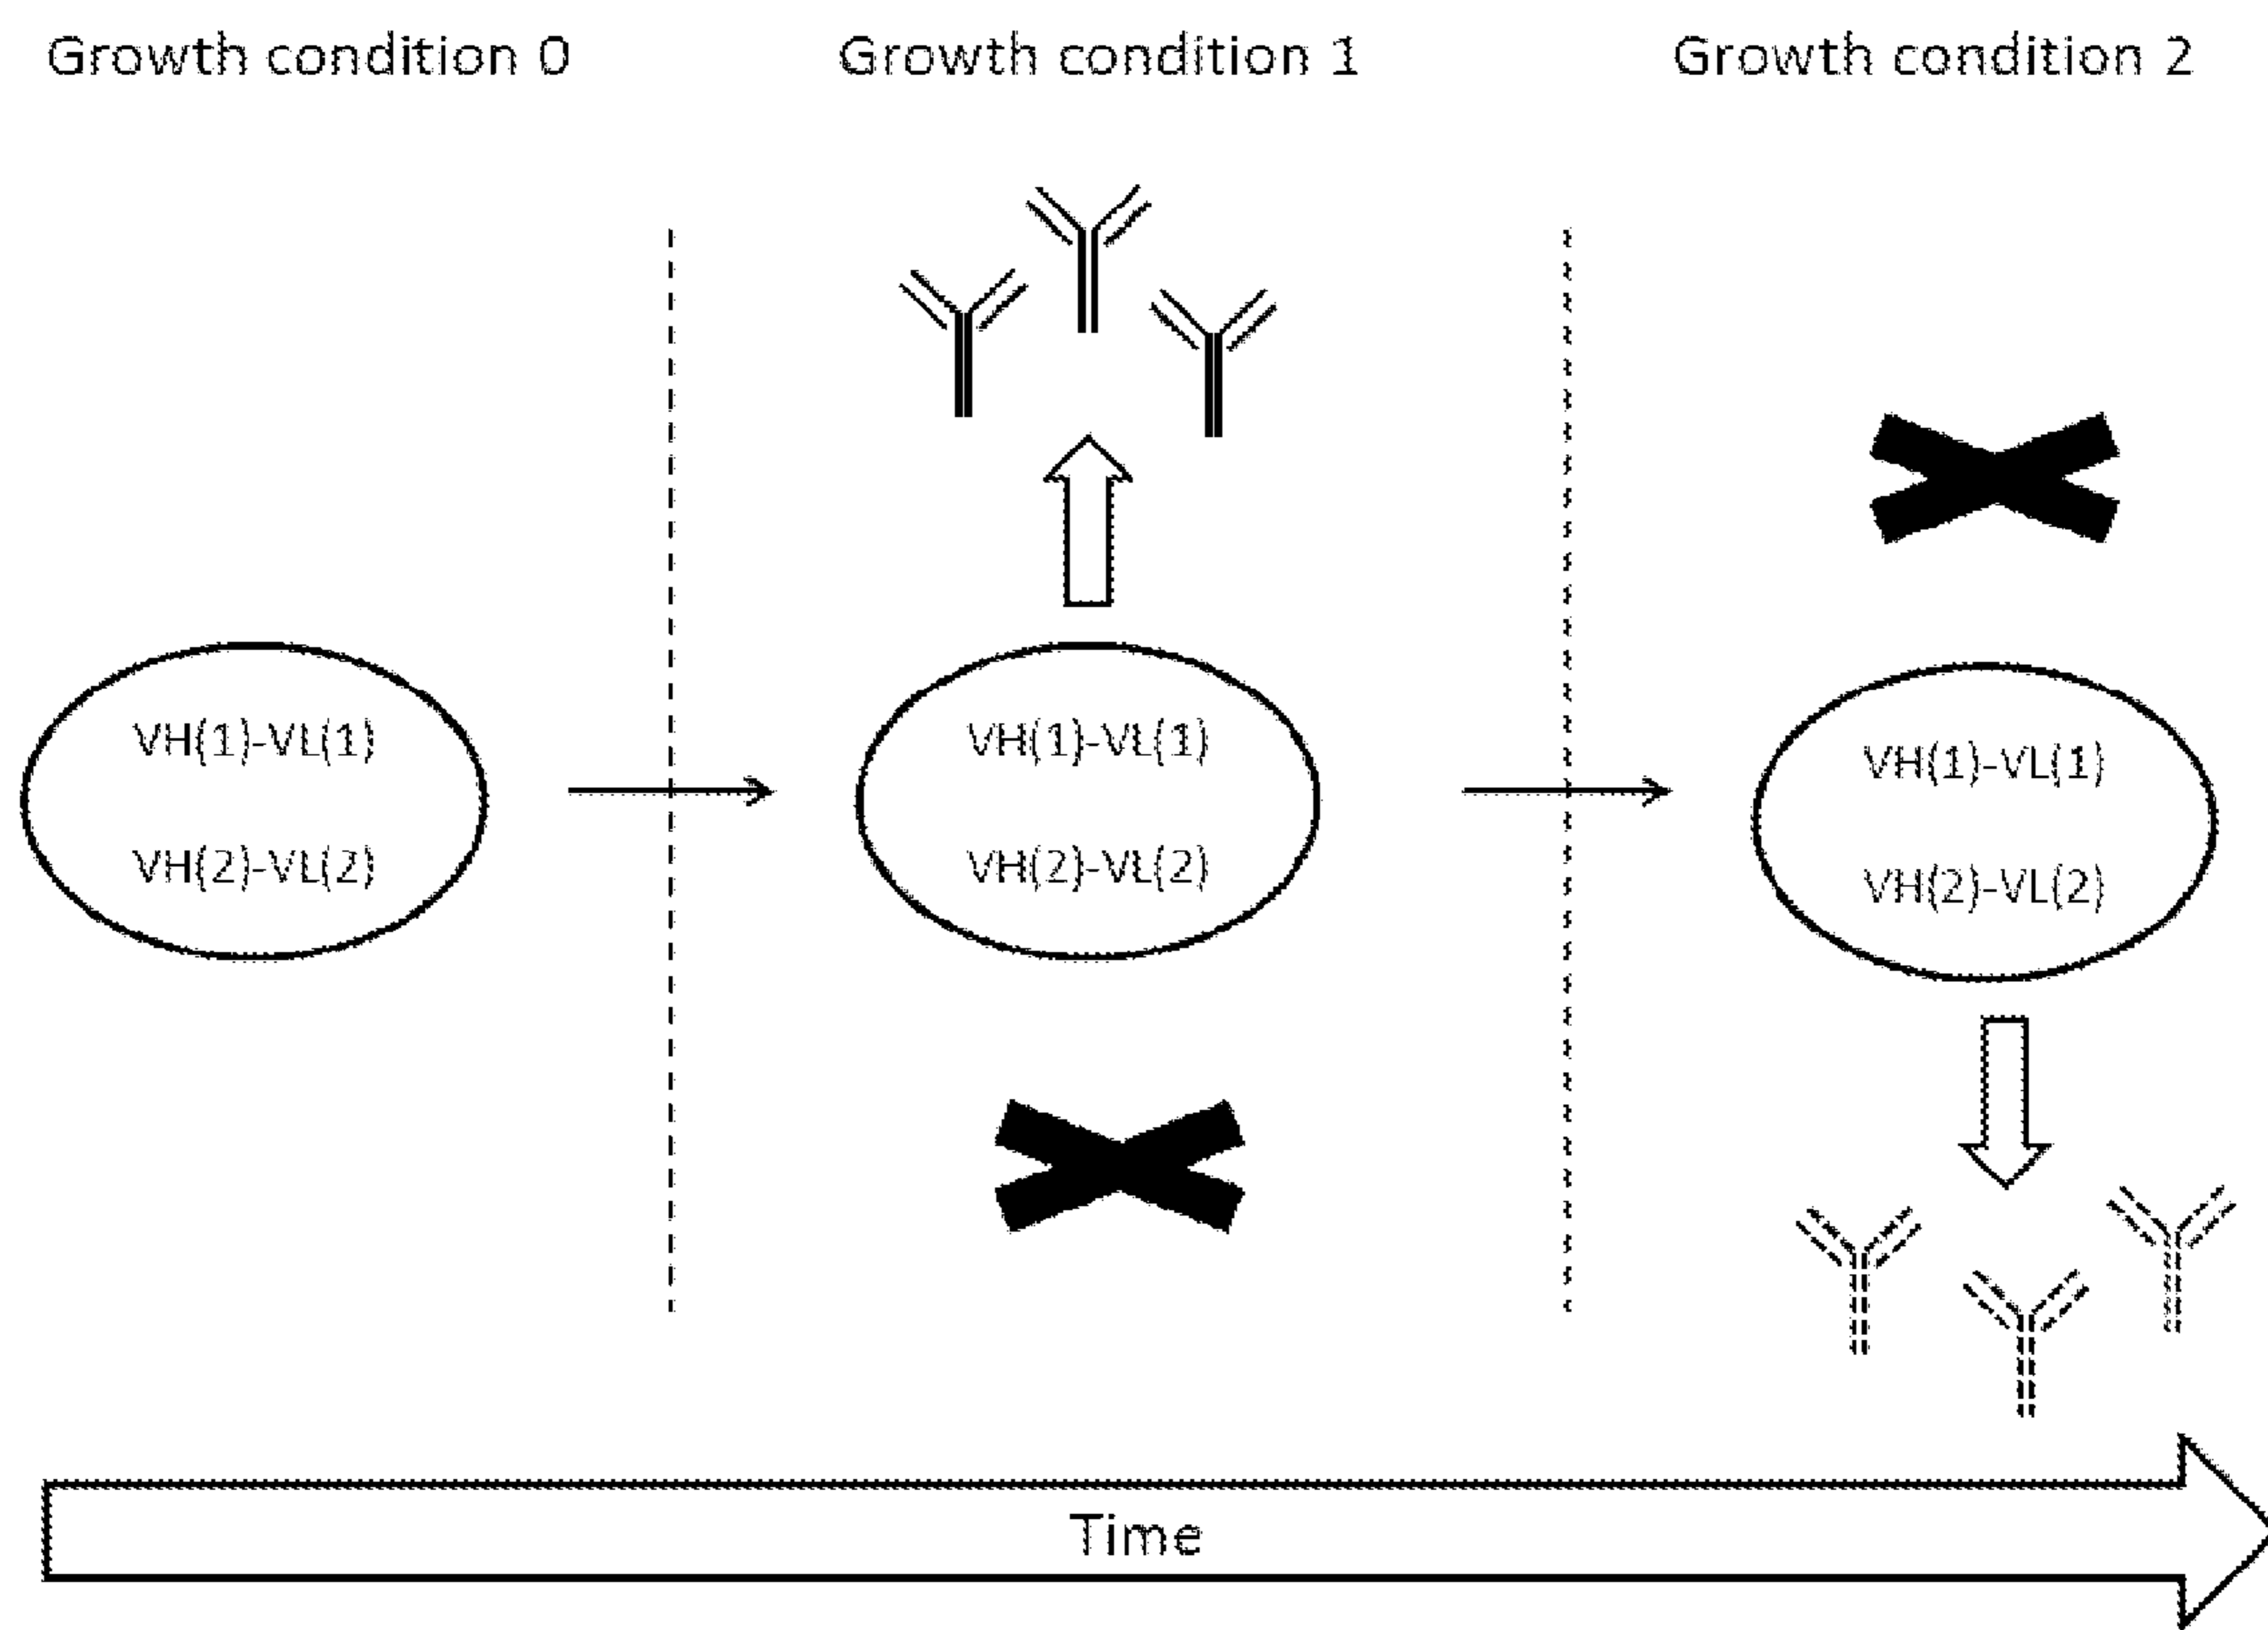 Growth condition 0
Growth condition 1
Growth condition 2
VH(1)-VL(1)
VH(2)-VL(2)
VH(1)-VL(1)
VH(2)-VL(2)
VH(1)-VL(1)
VH(2)-VL(2)
Time